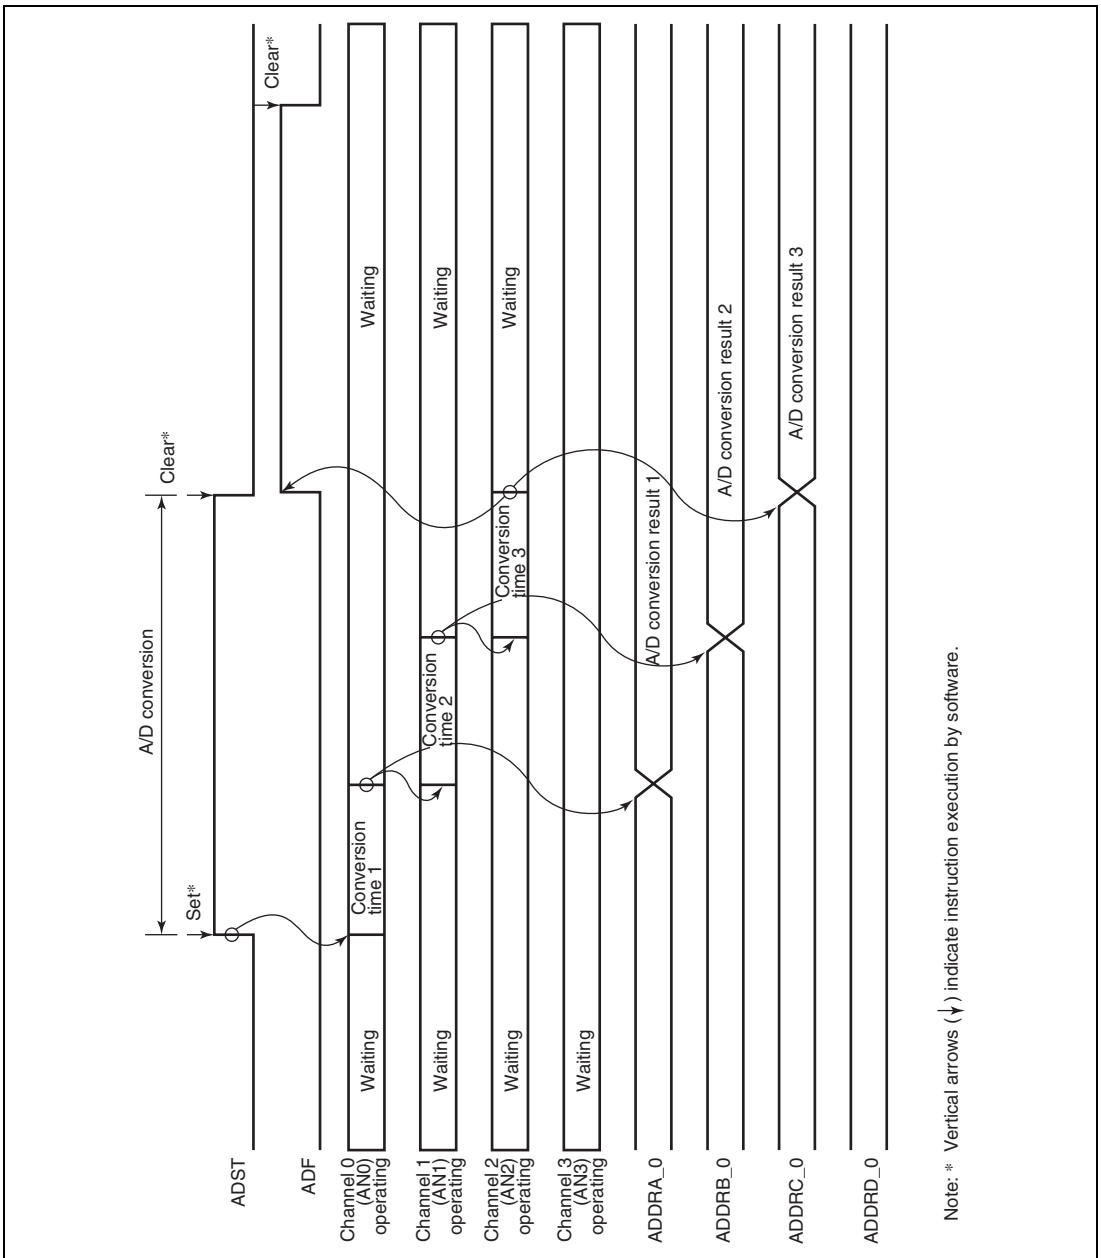 A/D conversion
Set*
Clear*
Clear*
ADST
ADF
Channel 0
(AN0)
operating
Waiting
Conversion
time 1
Waiting
Channel 1
(AN1)
operating
Waiting
Conversion
time 2
Waiting
Channel 2
(AN2)
operating
Waiting
Conversion
time 3
Waiting
Channel 3
(AN3)
operating
Waiting
ADDRA_0
A/D conversion result 1
ADDRB_0
A/D conversion result 2
ADDRC_0
A/D conversion result 3
ADDRD_0
Note: * Vertical arrows (↓) indicate instruction execution by software.